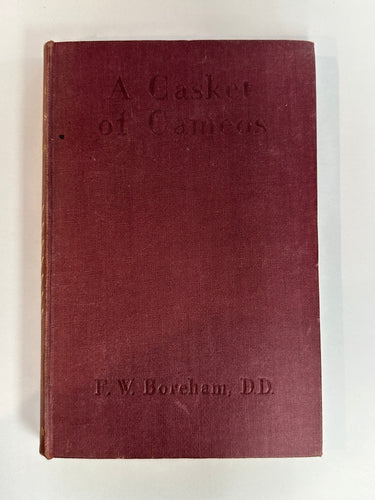 A Casket
of Cameos
F. W. Boreham, D.D.